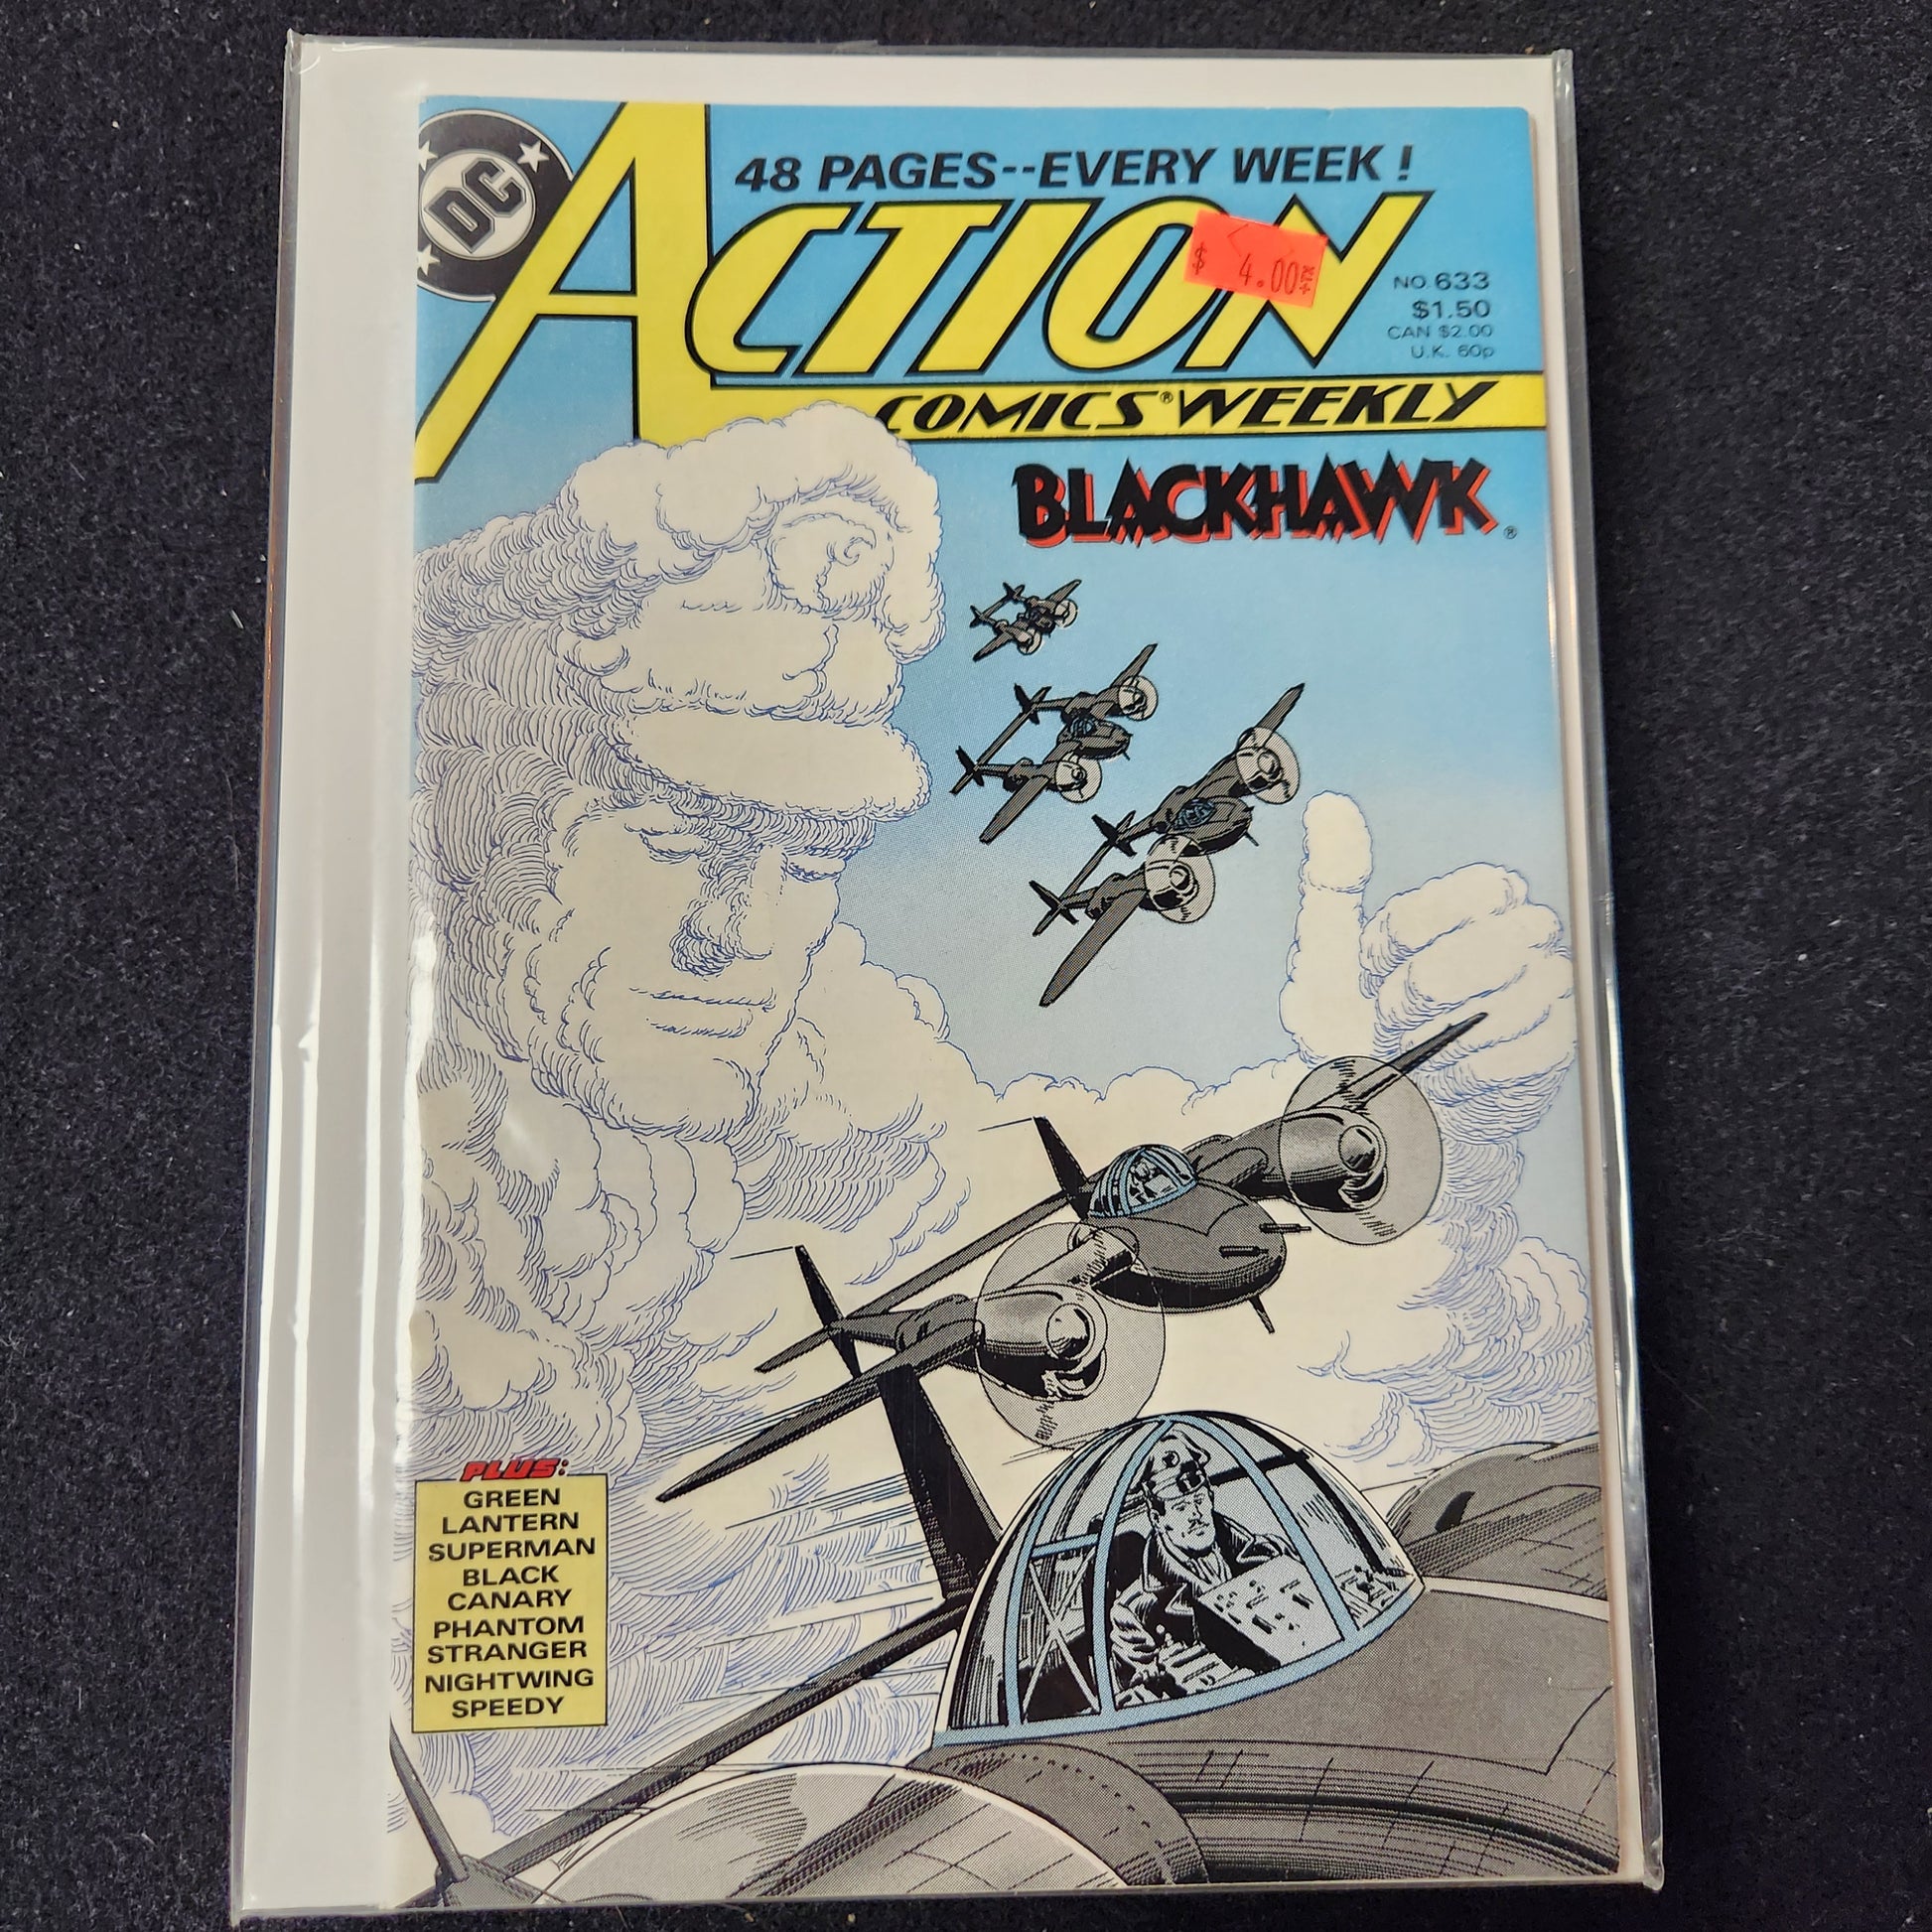 DC
48 PAGES--EVERY WEEK!
ACTION
$ 4.00
NO. 633
$1.50
CAN $2.00
U.K. 60p
COMICS® WEEKLY
BLACKHAWK®
PLUS:
GREEN
LANTERN
SUPERMAN
BLACK
CANARY
PHANTOM
STRANGER
NIGHTWING
SPEEDY